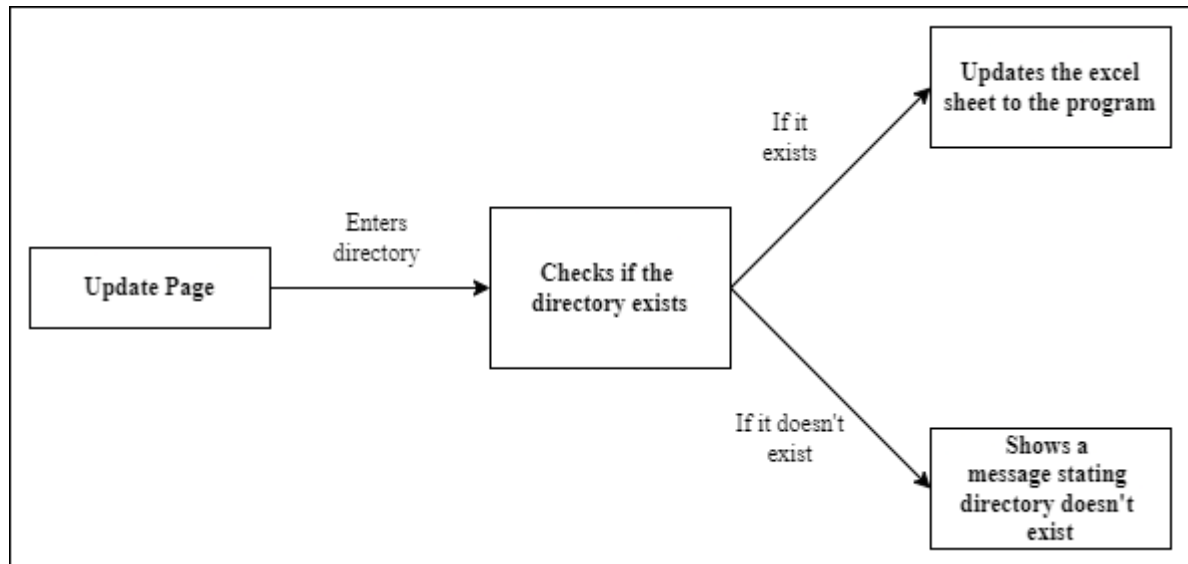 Update Page
Enters
directory
Checks if the
directory exists
If it
exists
Updates the excel
sheet to the program
If it doesn't
exist
Shows a
message stating
directory doesn't
exist